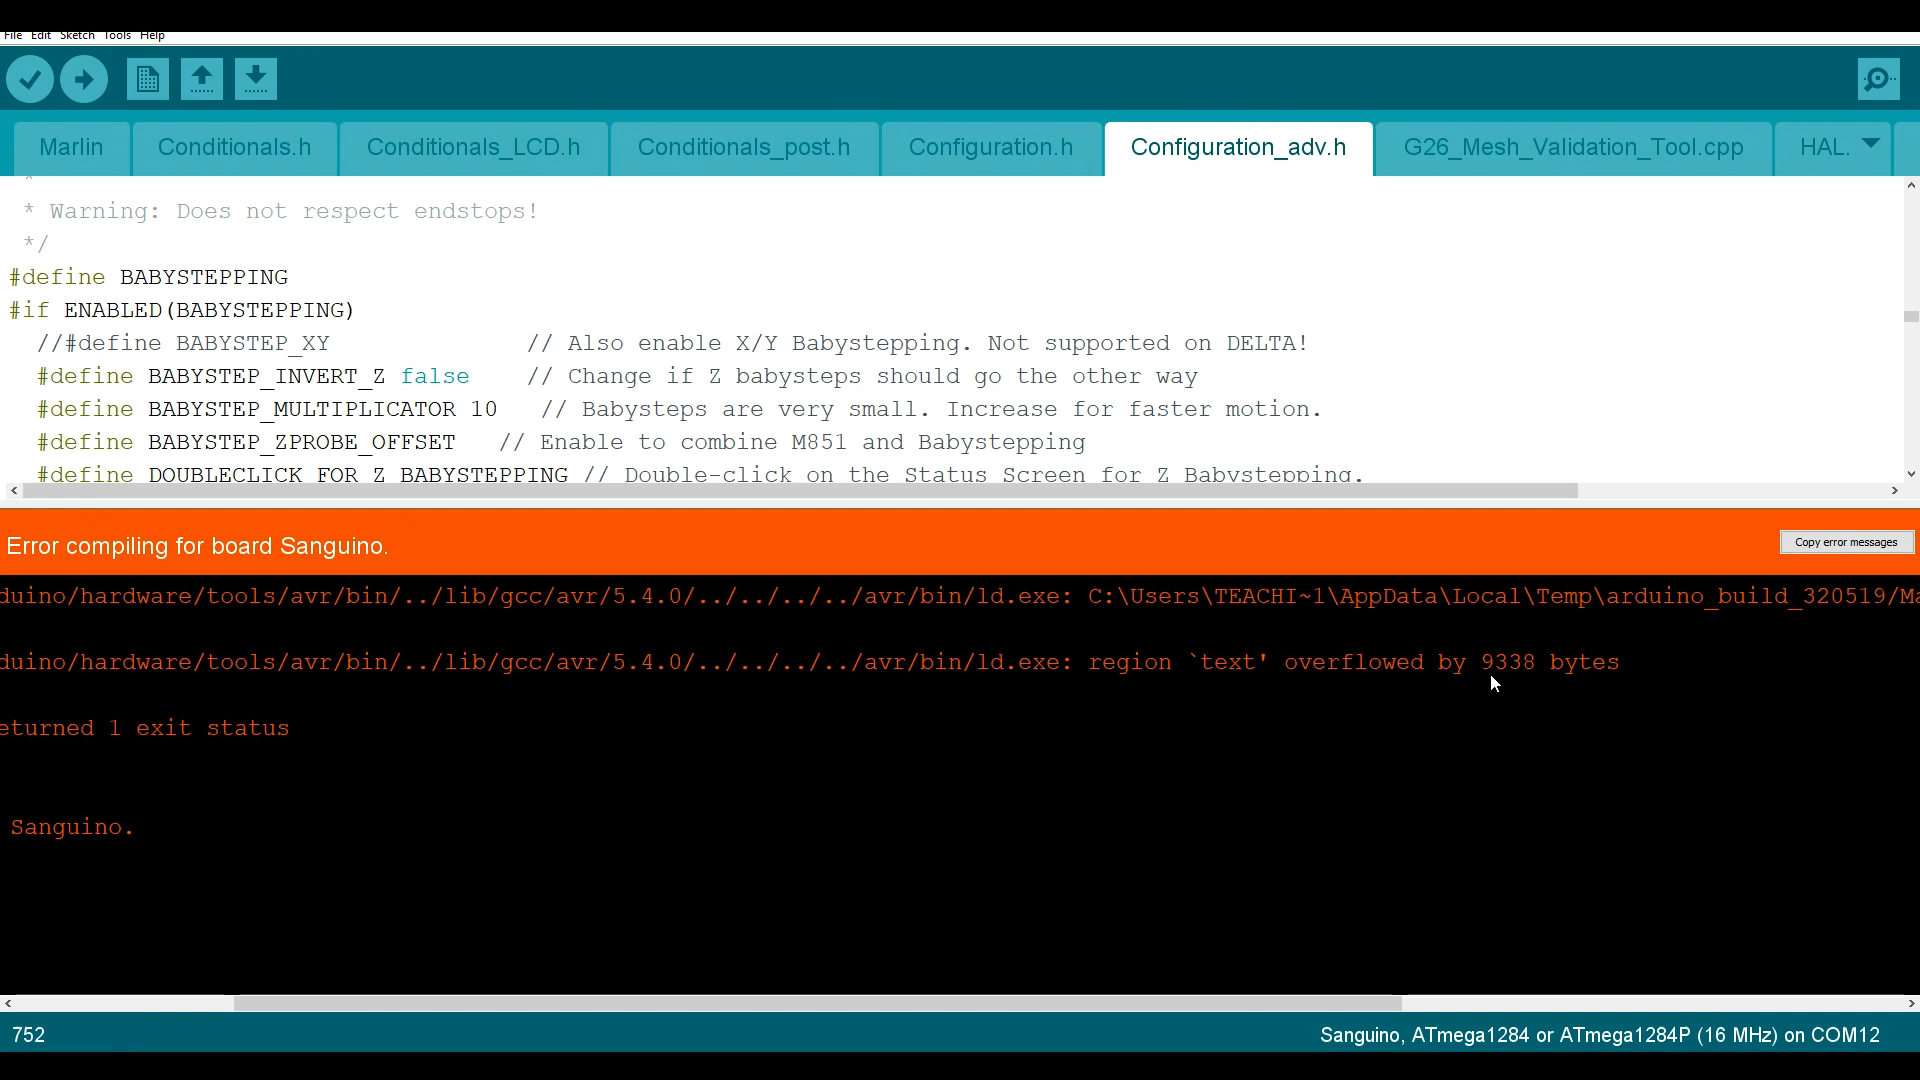 File Edit Sketch Tools Help
Marlin Conditionals.h Conditionals_LCD.h Conditionals_post.h Configuration.h Configuration_adv.h G26_Mesh_Validation_Tool.cpp HAL.
*
* Warning: Does not respect endstops!
*/
#define BABYSTEPPING
#if ENABLED(BABYSTEPPING)
//#define BABYSTEP_XY // Also enable X/Y Babystepping. Not supported on DELTA!
#define BABYSTEP_INVERT_Z false // Change if Z babysteps should go the other way
#define BABYSTEP_MULTIPLICATOR 10 // Babysteps are very small. Increase for faster motion.
#define BABYSTEP_ZPROBE_OFFSET // Enable to combine M851 and Babystepping
#define DOUBLECLICK_FOR_Z_BABYSTEPPING // Double-click on the Status Screen for Z Babystepping.
Error compiling for board Sanguino.
Copy error messages
duino/hardware/tools/avr/bin/../lib/gcc/avr/5.4.0/../../../../avr/bin/ld.exe: C:\Users\TEACHI~1\AppData\Local\Temp\arduino_build_320519/Ma
duino/hardware/tools/avr/bin/../lib/gcc/avr/5.4.0/../../../../avr/bin/ld.exe: region `text' overflowed by 9338 bytes
eturned 1 exit status
Sanguino.
752
Sanguino, ATmega1284 or ATmega1284P (16 MHz) on COM12